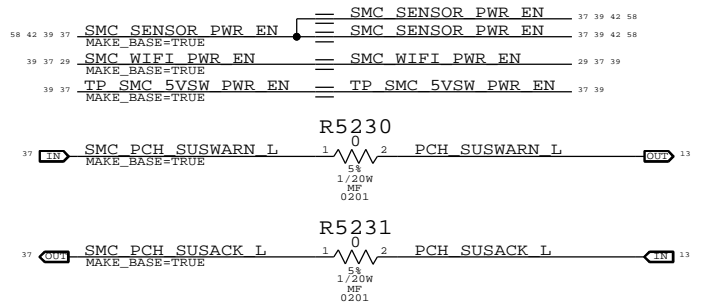 SMC_SENSOR_PWR_EN 37 39 42 58
58 42 39 37 SMC_SENSOR_PWR_EN SMC_SENSOR_PWR_EN 37 39 42 58
MAKE_BASE=TRUE
39 37 29 SMC_WIFI_PWR_EN SMC_WIFI_PWR_EN 29 37 39
MAKE_BASE=TRUE
39 37 TP_SMC_5VSW_PWR_EN TP_SMC_5VSW_PWR_EN 37 39
MAKE_BASE=TRUE
R5230
37 IN SMC_PCH_SUSWARN_L 1 0 2 PCH_SUSWARN_L OUT 13
MAKE_BASE=TRUE
5%
1/20W
MF
0201
R5231
37 OUT SMC_PCH_SUSACK_L 1 0 2 PCH_SUSACK_L IN 13
MAKE_BASE=TRUE
5%
1/20W
MF
0201